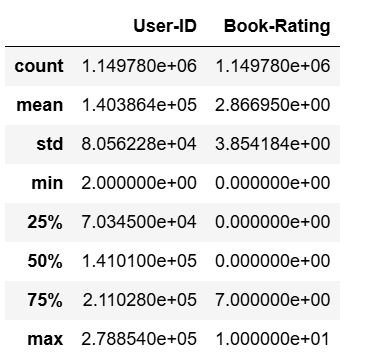 User-ID Book-Rating
count 1.149780e+06 1.149780e+06
mean 1.403864e+05 2.866950e+00
std 8.056228e+04 3.854184e+00
min 2.000000e+00 0.000000e+00
25% 7.034500e+04 0.000000e+00
50% 1.410100e+05 0.000000e+00
75% 2.110280e+05 7.000000e+00
max 2.788540e+05 1.000000e+01